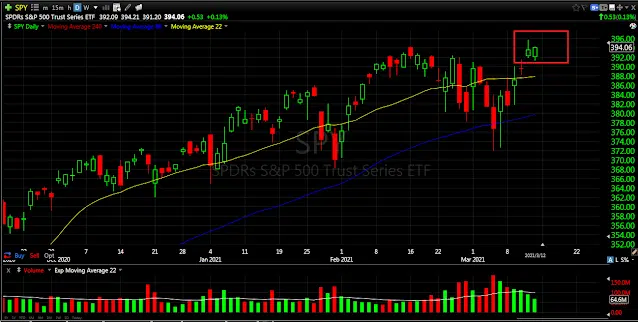 SPY m 15m h D W
SPDRs S&P 500 Trust Series ETF 392.09 394.21 391.20 394.06 +0.53 +0.13% ↑0.53(0.13%)
SPY Daily Moving Average Moving Average Moving Average 22
396.00
394.06
392.00
390.00
388.00
386.00
384.00
382.00
380.00
378.00
376.00
374.00
372.00
370.00
368.00
366.00
364.00
362.00
360.00
358.00
356.00
354.00
352.00
SPY
SPDRs S&P 500 Trust Series ETF
23 30 7 14 21 28 4 11 19 25 1 8 16 22 1 8 2021/3/12 22
Dec 2020 Jan 2021 Feb 2021 Mar 2021
Buy Sell Opt L 5%
X Volume Exp Moving Average 22
150.0M
100.0M
64.6M